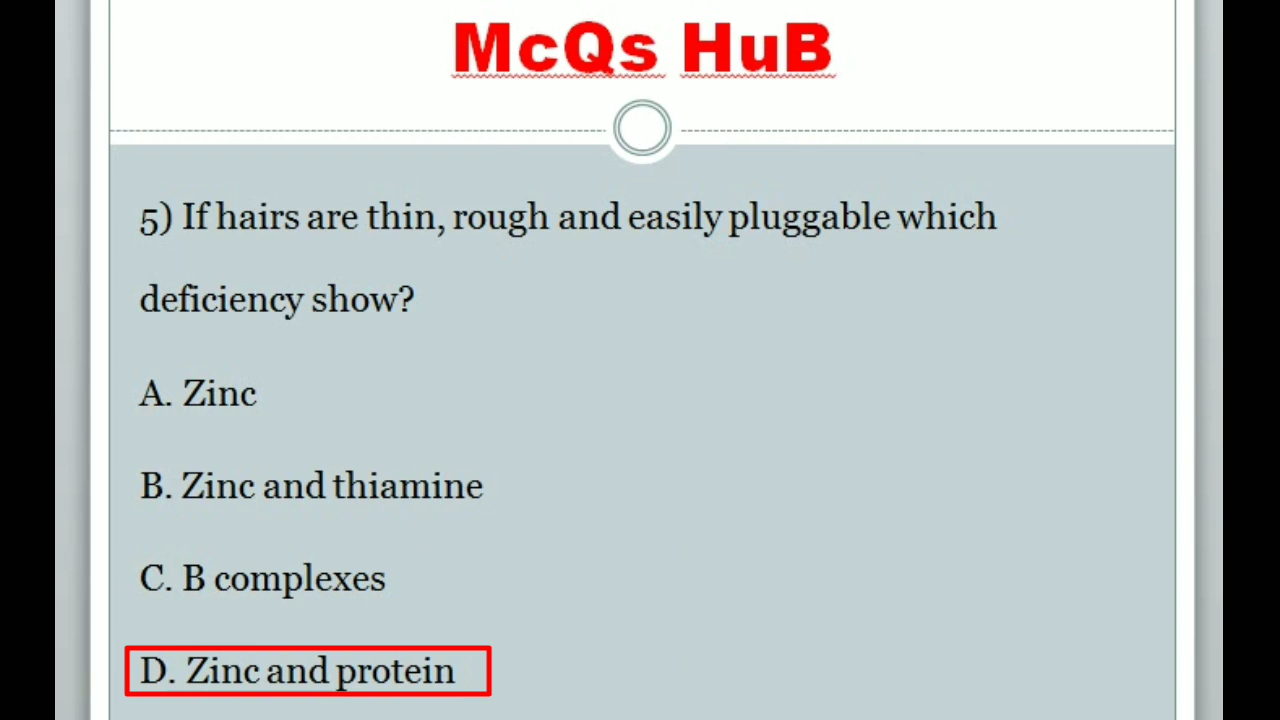 McQs HuB
5) If hairs are thin, rough and easily pluggable which
deficiency show?
A. Zinc
B. Zinc and thiamine
C. B complexes
D. Zinc and protein